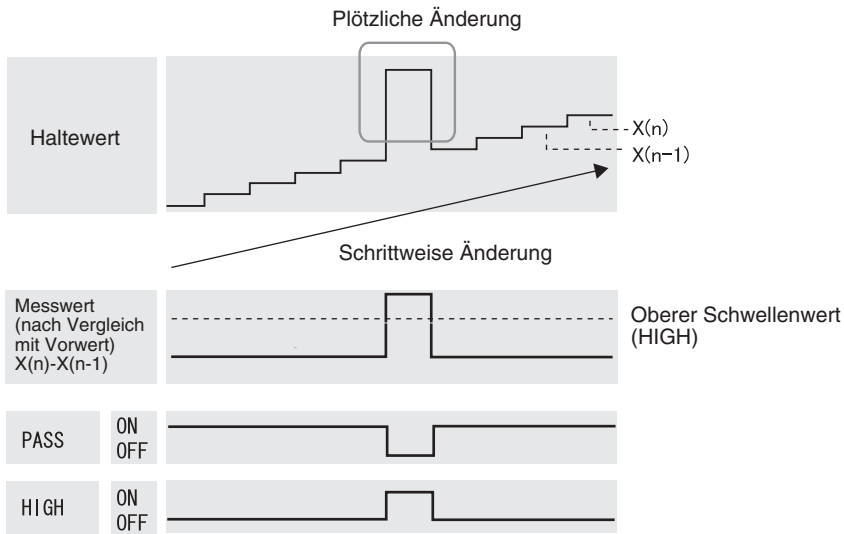 Plötzliche Änderung
Haltewert
X(n)
X(n-1)
Schrittweise Änderung
Messwert
(nach Vergleich
mit Vorwert)
X(n)-X(n-1)
Oberer Schwellenwert
(HIGH)
PASS
ON
OFF
HIGH
ON
OFF